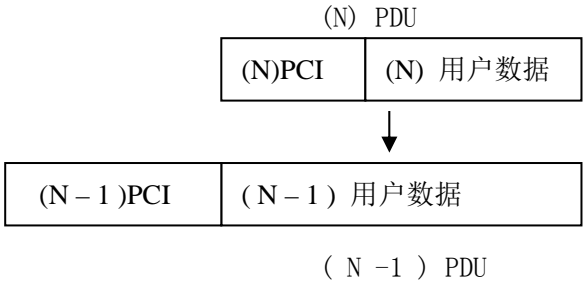 (N) PDU
(N)PCI (N) 用户数据
(N – 1 )PCI ( N – 1 ) 用户数据
( N -1 ) PDU